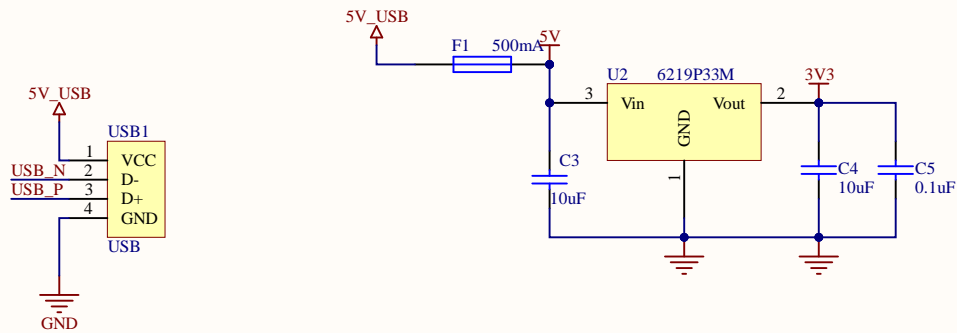 5V_USB
F1 500mA
5V
U2 6219P33M
3 Vin Vout 2
3V3
GND
1
C3
10uF
C4
10uF
C5
0.1uF
5V_USB
USB1
1 VCC
USB_N 2 D-
USB_P 3 D+
4 GND
USB
GND